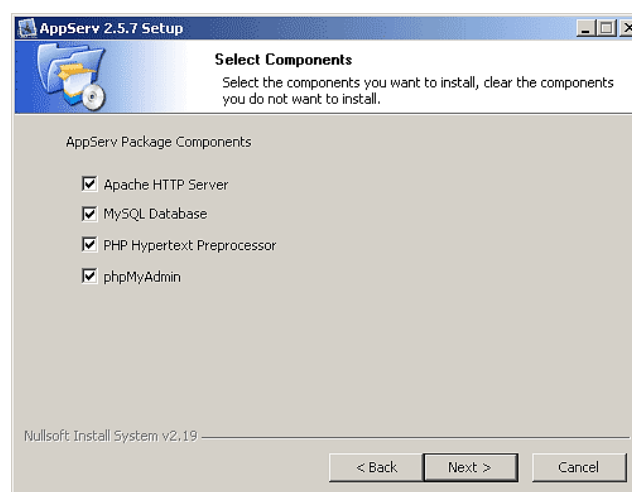 AppServ 2.5.7 Setup
Select Components
Select the components you want to install, clear the components
you do not want to install.
AppServ Package Components
Apache HTTP Server
MySQL Database
PHP Hypertext Preprocessor
phpMyAdmin
Nullsoft Install System v2.19
< Back Next > Cancel